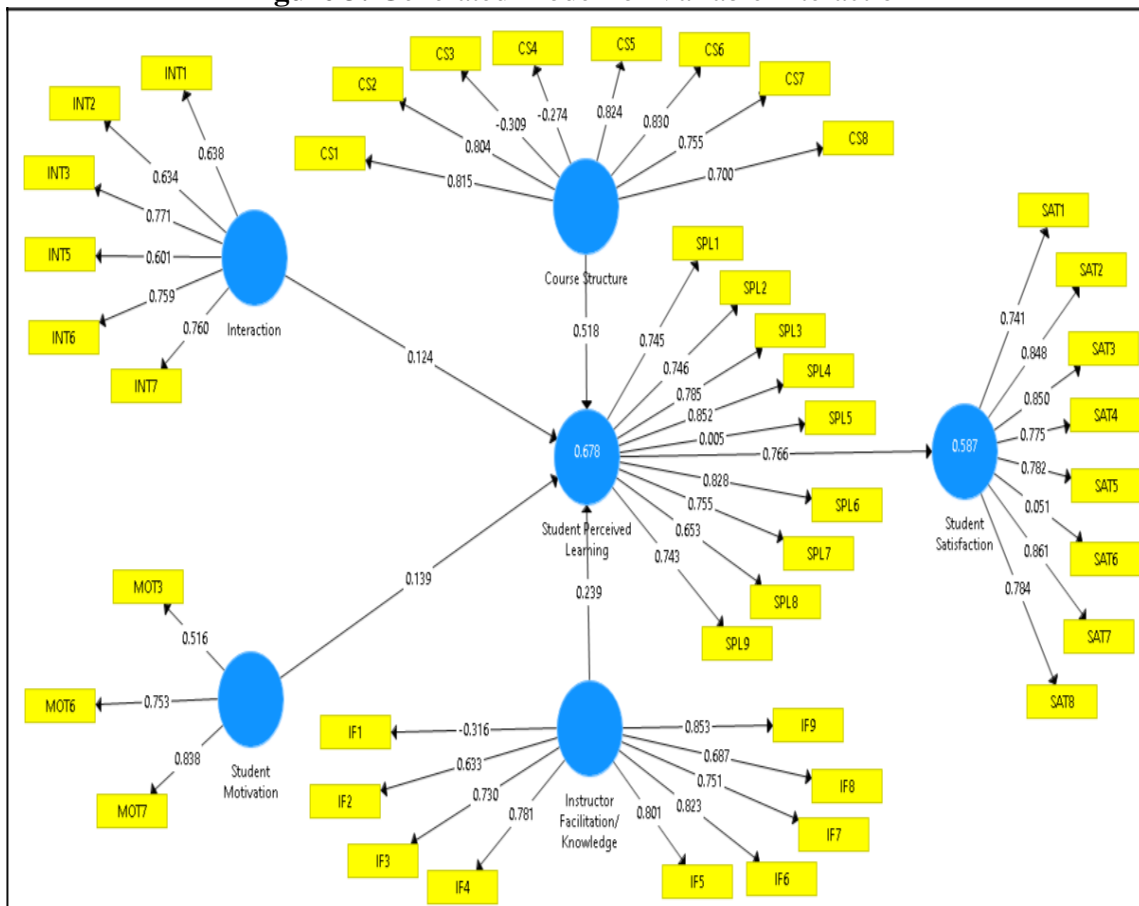 INT1
INT2
INT3
INT5
INT6
INT7
0.638
0.634
0.771
0.601
0.759
0.760
Interaction
0.124
CS1
CS2
CS3
CS4
CS5
CS6
CS7
CS8
0.815
0.804
-0.309
-0.274
0.824
0.830
0.755
0.700
Course Structure
0.518
SPL1
SPL2
SPL3
SPL4
SPL5
SPL6
SPL7
SPL8
SPL9
0.745
0.746
0.785
0.852
0.005
0.766
0.828
0.755
0.653
0.743
0.678
Student Perceived
Learning
SAT1
SAT2
SAT3
SAT4
SAT5
SAT6
SAT7
SAT8
0.741
0.848
0.850
0.775
0.782
0.051
0.861
0.784
0.587
Student
Satisfaction
MOT3
MOT6
MOT7
0.516
0.753
0.838
Student
Motivation
0.139
0.239
IF1
IF2
IF3
IF4
IF5
IF6
IF7
IF8
IF9
-0.316
0.633
0.730
0.781
0.801
0.823
0.751
0.687
0.853
Instructor
Facilitation/
Knowledge